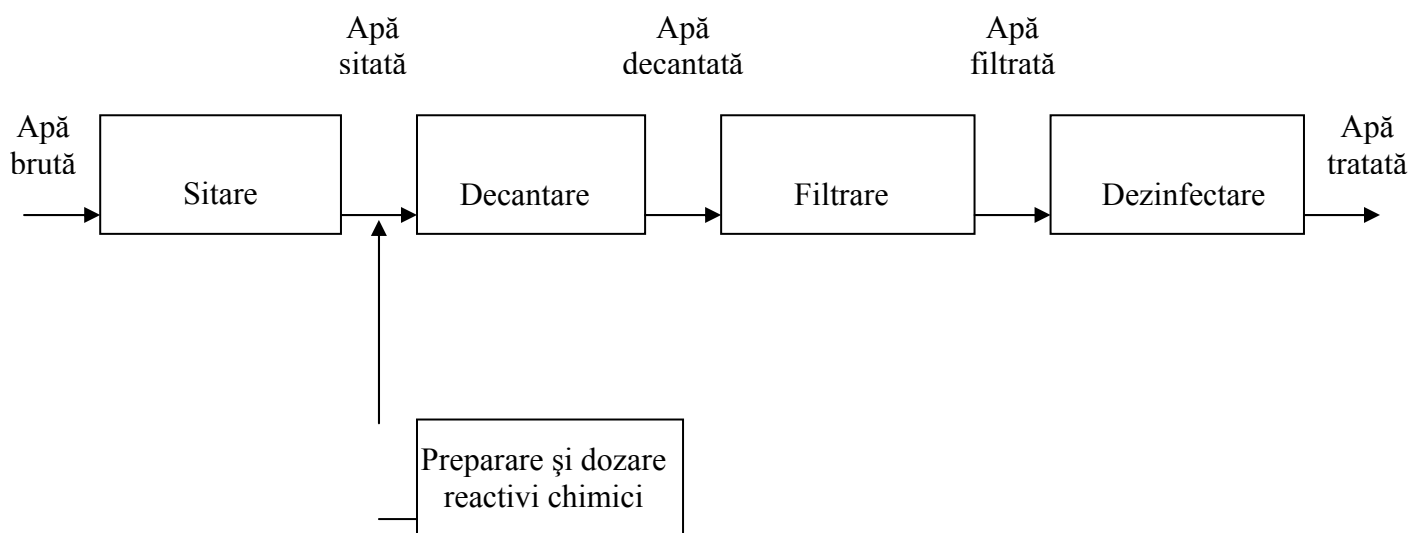 Apă
sitată
Apă
decantată
Apă
filtrată
Apă
brută
Apă
tratată
Sitare
Decantare
Filtrare
Dezinfectare
Preparare şi dozare
reactivi chimici